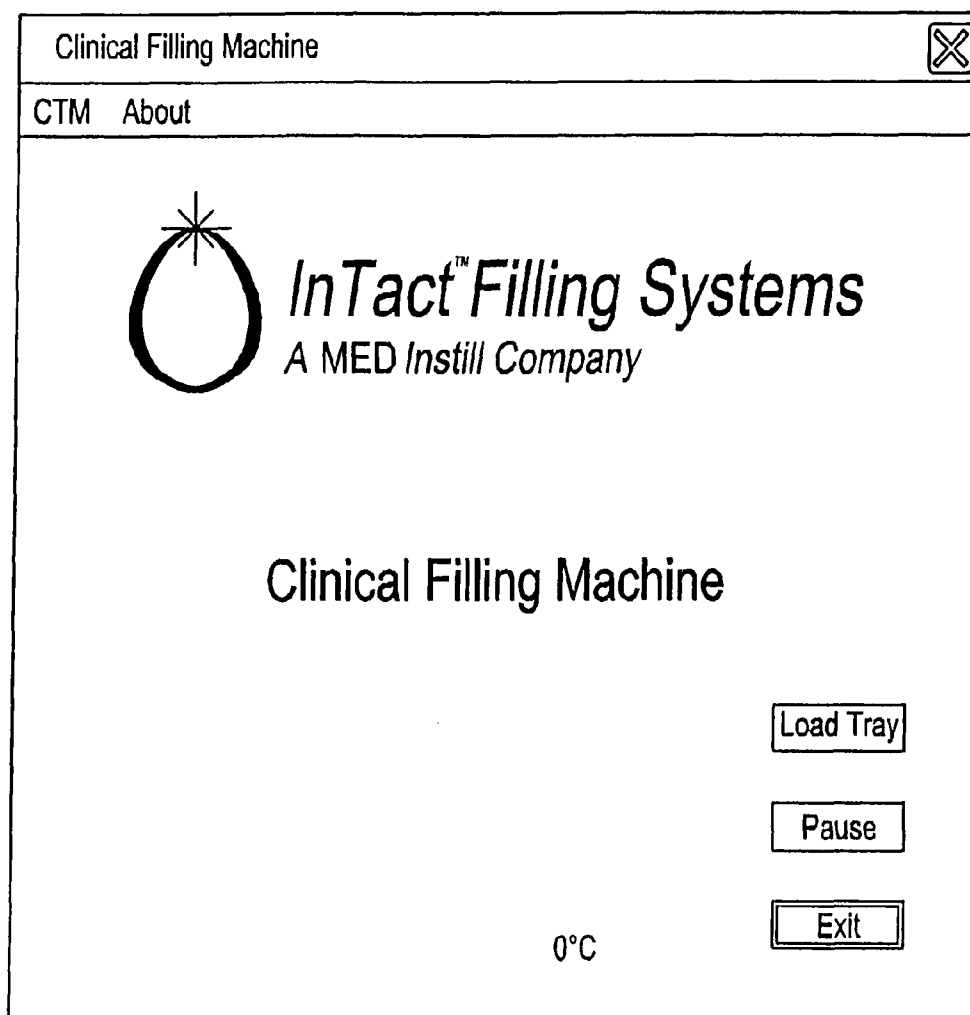 Clinical Filling Machine
CTM About
InTact™ Filling Systems
A MED Instill Company
Clinical Filling Machine
Load Tray
Pause
Exit
0°C